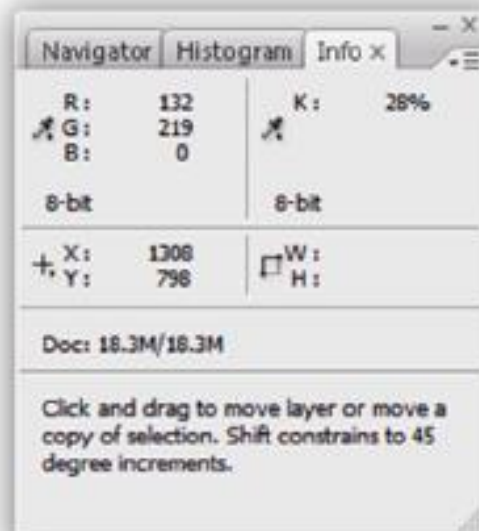 Navigator Histogram Info ×
R: 132 K: 28%
G: 219
B: 0
8-bit 8-bit
X: 1308 W:
Y: 798 H:
Doc: 18.3M/18.3M
Click and drag to move layer or move a
copy of selection. Shift constrains to 45
degree increments.